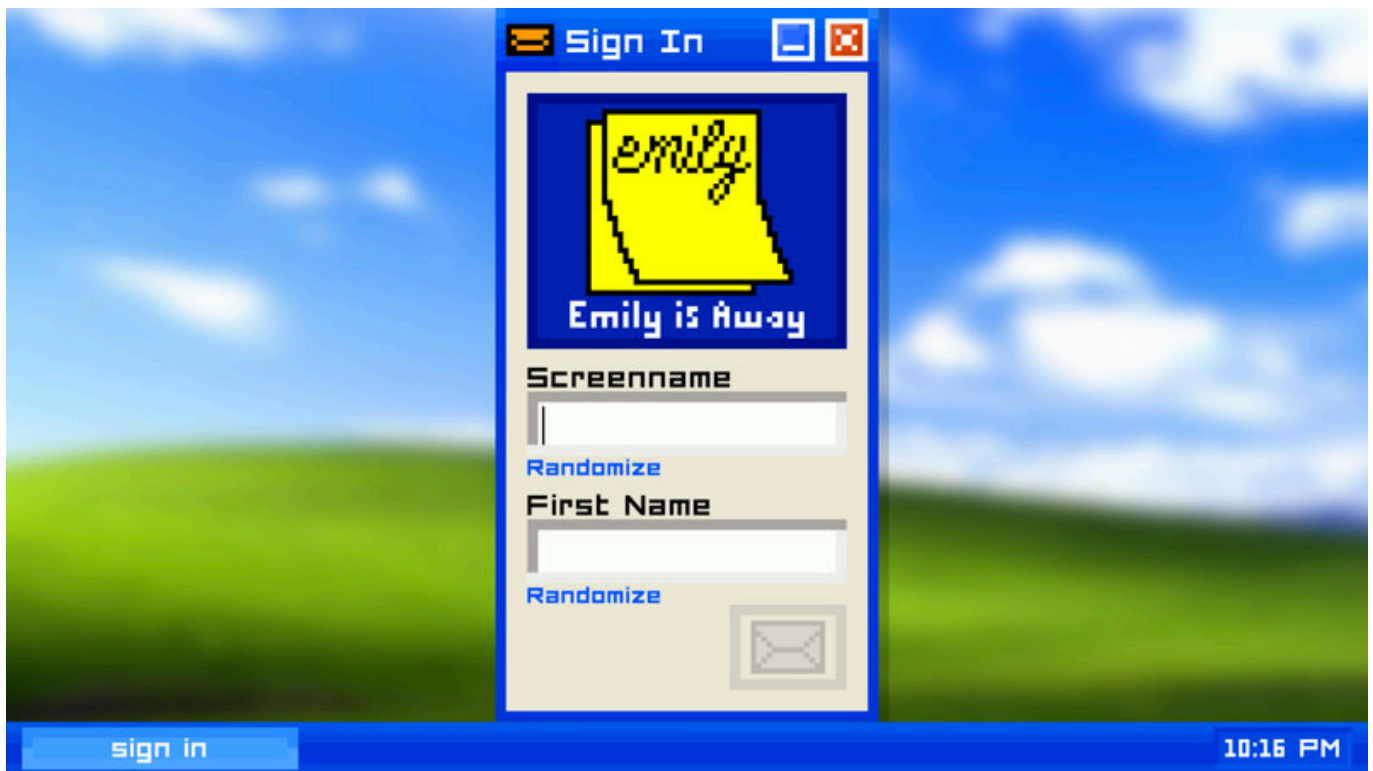 Sign In
emily
Emily is Away
Screenname
Randomize
First Name
Randomize
sign in
10:16 PM